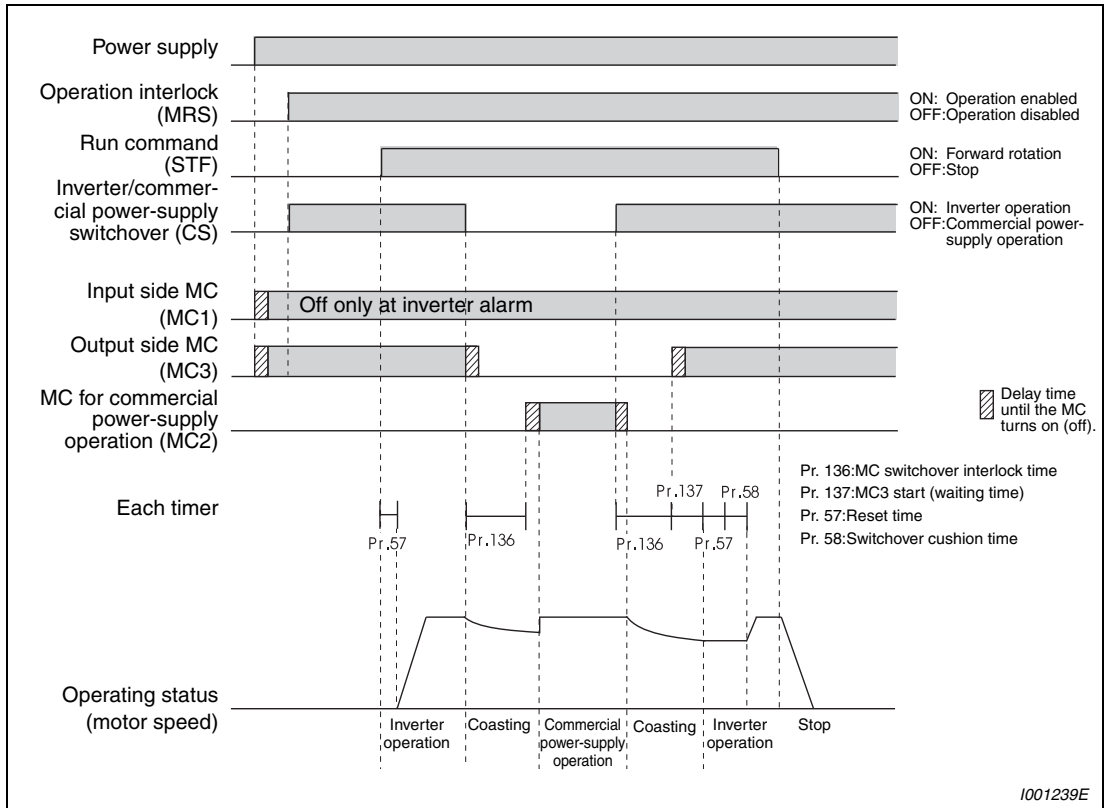 Power supply
Operation interlock
(MRS)
ON: Operation enabled
OFF:Operation disabled
Run command
(STF)
ON: Forward rotation
OFF:Stop
Inverter/commer-
cial power-supply
switchover (CS)
ON: Inverter operation
OFF:Commercial power-
supply operation
Input side MC
(MC1)
Off only at inverter alarm
Output side MC
(MC3)
MC for commercial
power-supply
operation (MC2)
Delay time
until the MC
turns on (off).
Each timer
Pr.57
Pr.136
Pr.137
Pr.58
Pr.136
Pr.57
Pr. 136:MC switchover interlock time
Pr. 137:MC3 start (waiting time)
Pr. 57:Reset time
Pr. 58:Switchover cushion time
Operating status
(motor speed)
Inverter
operation
Coasting
Commercial
power-supply
operation
Coasting
Inverter
operation
Stop
I001239E